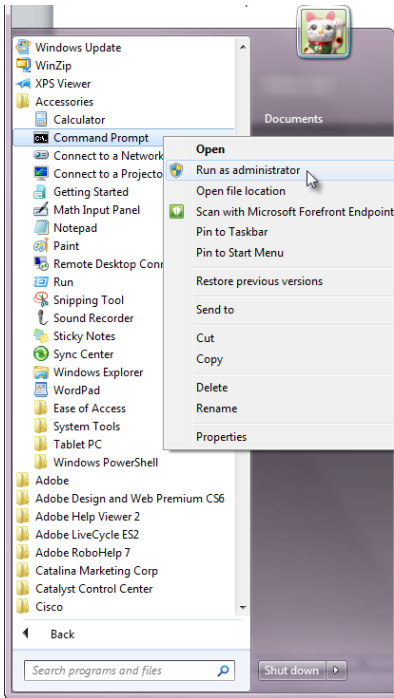 Windows Update
WinZip
XPS Viewer
Accessories
Calculator
Command Prompt
Connect to a Network
Connect to a Projecto
Getting Started
Math Input Panel
Notepad
Paint
Remote Desktop Con
Run
Snipping Tool
Sound Recorder
Sticky Notes
Sync Center
Windows Explorer
WordPad
Ease of Access
System Tools
Tablet PC
Windows PowerShell
Adobe
Adobe Design and Web Premium CS6
Adobe Help Viewer 2
Adobe LiveCycle ES2
Adobe RoboHelp 7
Catalina Marketing Corp
Catalyst Control Center
Cisco
Back
Search programs and files
Documents
Open
Run as administrator
Open file location
Scan with Microsoft Forefront Endpoint
Pin to Taskbar
Pin to Start Menu
Restore previous versions
Send to
Cut
Copy
Delete
Rename
Properties
Shut down